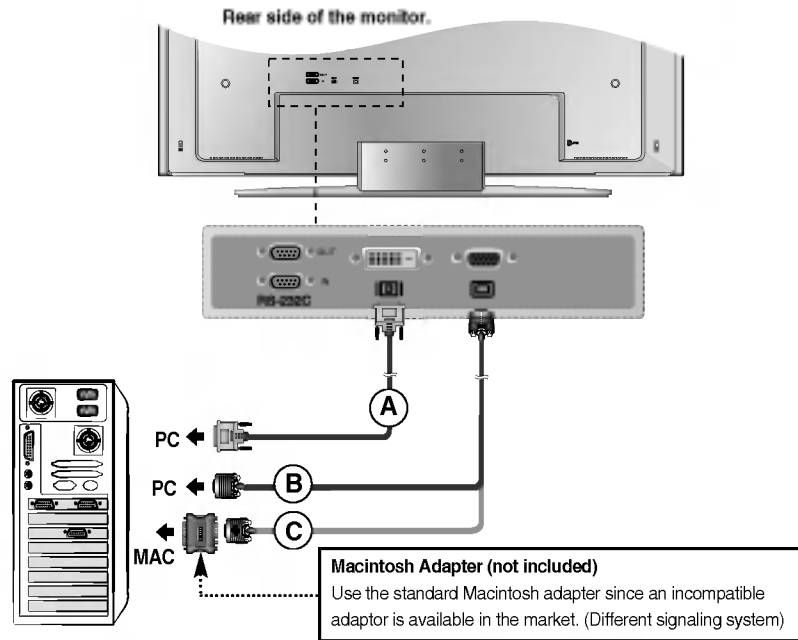 Rear side of the monitor.
OUT
IN
RS-232C
A
PC
PC
B
MAC
C
Macintosh Adapter (not included)
Use the standard Macintosh adapter since an incompatible
adaptor is available in the market. (Different signaling system)